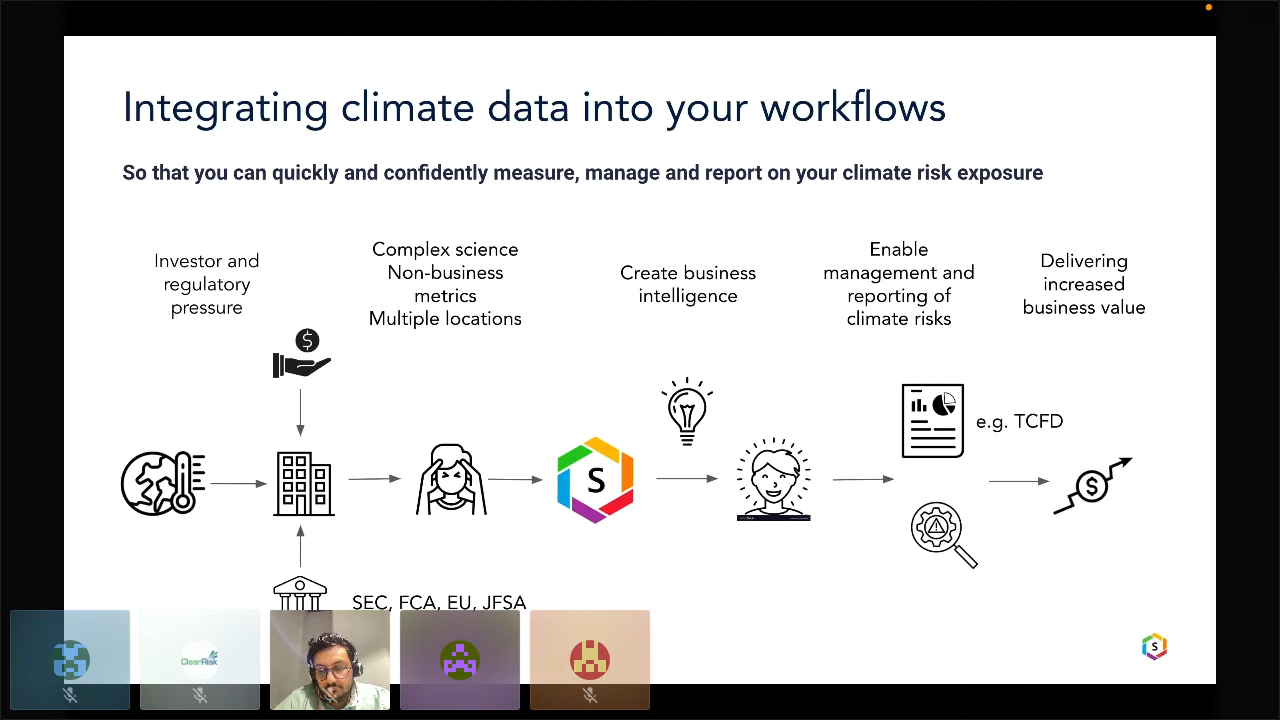 Integrating climate data into your workflows
So that you can quickly and confidently measure, manage and report on your climate risk exposure
Investor and
regulatory
pressure
Complex science
Non-business
metrics
Multiple locations
Create business
intelligence
Enable
management and
reporting of
climate risks
Delivering
increased
business value
$
e.g. TCFD
S
$
SEC, FCA, EU, JFSA
ClearRisk
S